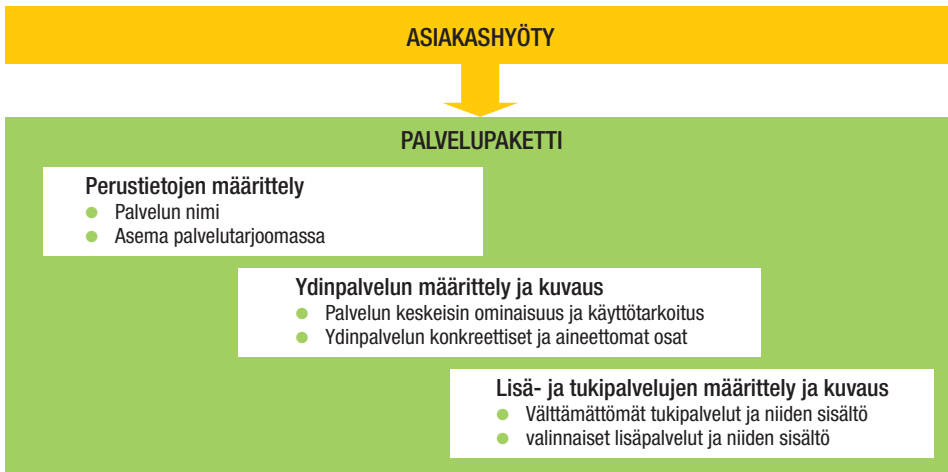 ASIAKASHYÖTY
PALVELUPAKETTI
Perustietojen määrittely
● Palvelun nimi
● Asema palvelutarjoomassa
Ydinpalvelun määrittely ja kuvaus
● Palvelun keskeisin ominaisuus ja käyttötarkoitus
● Ydinpalvelun konkreettiset ja aineettomat osat
Lisä- ja tukipalvelujen määrittely ja kuvaus
● Välttämättömät tukipalvelut ja niiden sisältö
● valinnaiset lisäpalvelut ja niiden sisältö